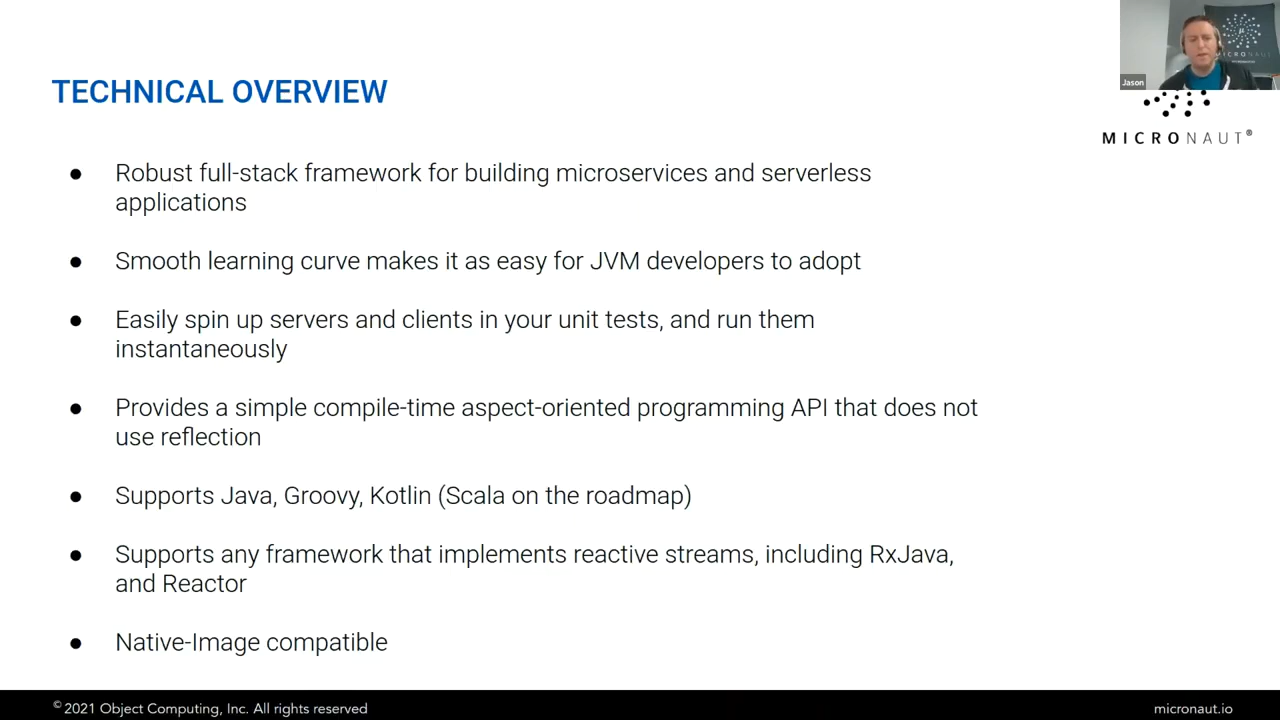 TECHNICAL OVERVIEW
Jason
MICRONAUT®
● Robust full-stack framework for building microservices and serverless
applications
● Smooth learning curve makes it as easy for JVM developers to adopt
● Easily spin up servers and clients in your unit tests, and run them
instantaneously
● Provides a simple compile-time aspect-oriented programming API that does not
use reflection
● Supports Java, Groovy, Kotlin (Scala on the roadmap)
● Supports any framework that implements reactive streams, including RxJava,
and Reactor
● Native-Image compatible
© 2021 Object Computing, Inc. All rights reserved
micronaut.io